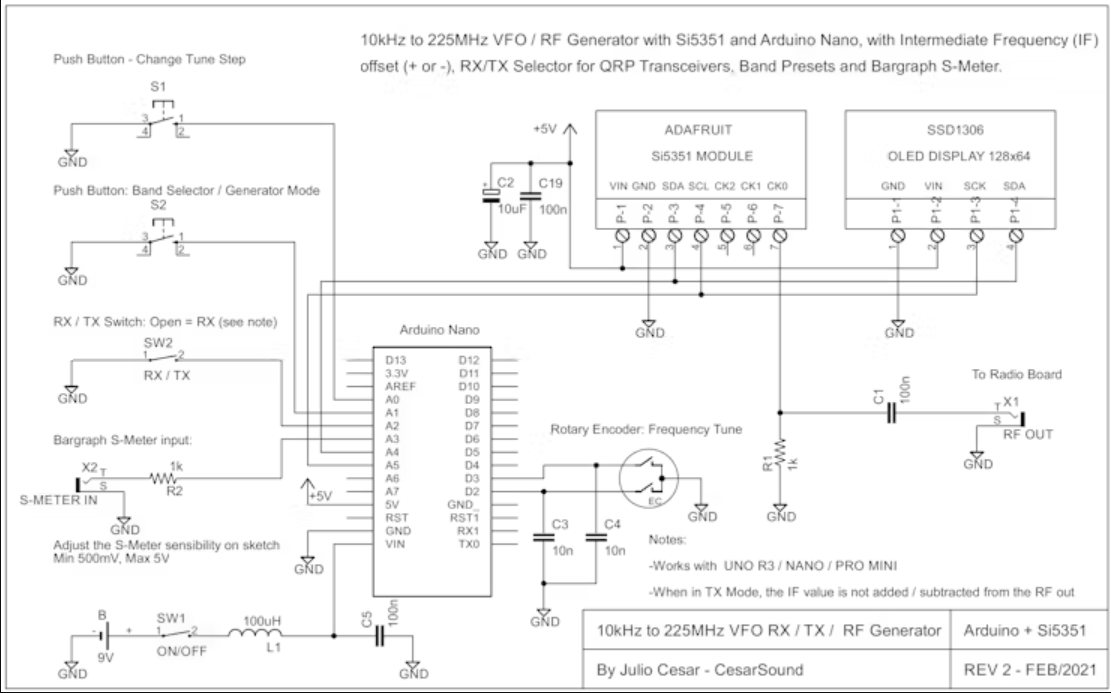 10kHz to 225MHz VFO / RF Generator with Si5351 and Arduino Nano, with Intermediate Frequency (IF)
offset (+ or -), RX/TX Selector for QRP Transceivers, Band Presets and Bargraph S-Meter.
Push Button - Change Tune Step
S1
3 1
4 2
GND
Push Button: Band Selector / Generator Mode
S2
3 1
4 2
GND
RX / TX Switch: Open = RX (see note)
SW2
1 2
RX / TX
GND
Bargraph S-Meter input:
X2 T
S
1k
R2
S-METER IN
GND
Adjust the S-Meter sensibility on sketch
Min 500mV, Max 5V
B
- +
9V
SW1
1 2
ON/OFF
100uH
L1
GND
C5
100n
GND
+5V
C2
+
10uF
C19
100n
GND GND
ADAFRUIT
Si5351 MODULE
VIN GND SDA SCL CK2 CK1 CK0
P-1 P-2 P-3 P-4 P-5 P-6 P-7
1 2 3 4 5 6 7
GND
SSD1306
OLED DISPLAY 128x64
GND VIN SCK SDA
P1-1 P1-2 P1-3 P1-4
1 2 3 4
GND
Arduino Nano
D13 D12
3.3V D11
AREF D10
A0 D9
A1 D8
A2 D7
A3 D6
A4 D5
A5 D4
A6 D3
A7 D2
5V GND_
RST RST1
GND RX1
VIN TX0
+5V
GND
Rotary Encoder: Frequency Tune
EC
GND
C3
10n
C4
10n
GND
R1
1k
GND
C1
100n
To Radio Board
T X1
S
RF OUT
GND
Notes:
-Works with UNO R3 / NANO / PRO MINI
-When in TX Mode, the IF value is not added / subtracted from the RF out
10kHz to 225MHz VFO RX / TX / RF Generator
Arduino + Si5351
By Julio Cesar - CesarSound
REV 2 - FEB/2021